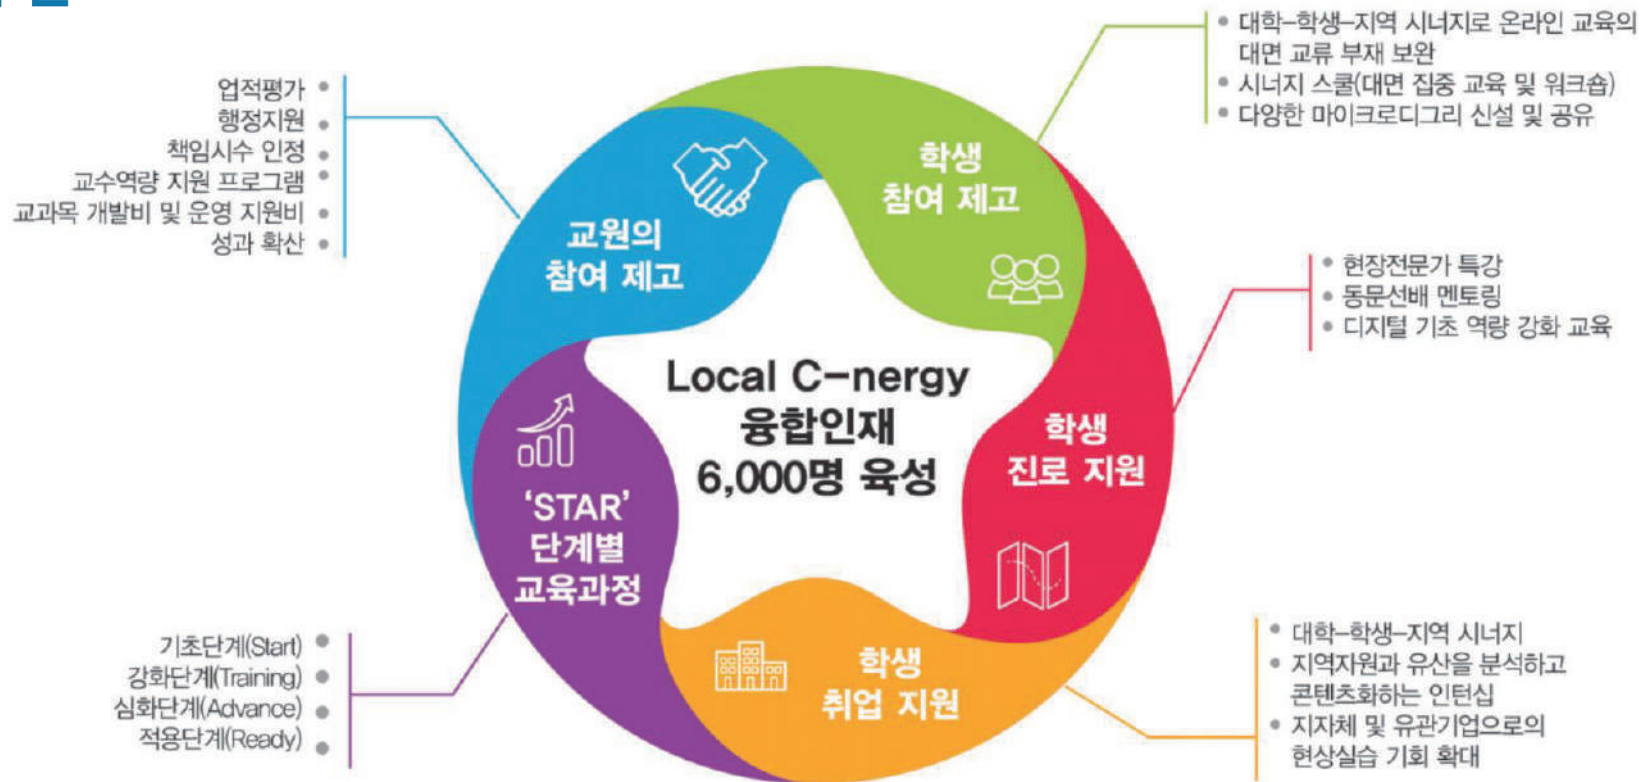 업적평가
행정지원
책임시수 인정
교수역량 지원 프로그램
교과목 개발비 및 운영 지원비
성과 확산
교원의
참여 제고
학생
참여 제고
대학-학생-지역 시너지로 온라인 교육의
대면 교류 부재 보완
시너지 스쿨(대면 집중 교육 및 워크숍)
다양한 마이크로디그리 신설 및 공유
현장전문가 특강
동문선배 멘토링
디지털 기초 역량 강화 교육
Local C-nergy
융합인재
6,000명 육성
학생
진로 지원
'STAR'
단계별
교육과정
기초단계(Start)
강화단계(Training)
심화단계(Advance)
적용단계(Ready)
학생
취업 지원
대학-학생-지역 시너지
지역자원과 유산을 분석하고
콘텐츠화하는 인턴십
지자체 및 유관기업으로의
현상실습 기회 확대